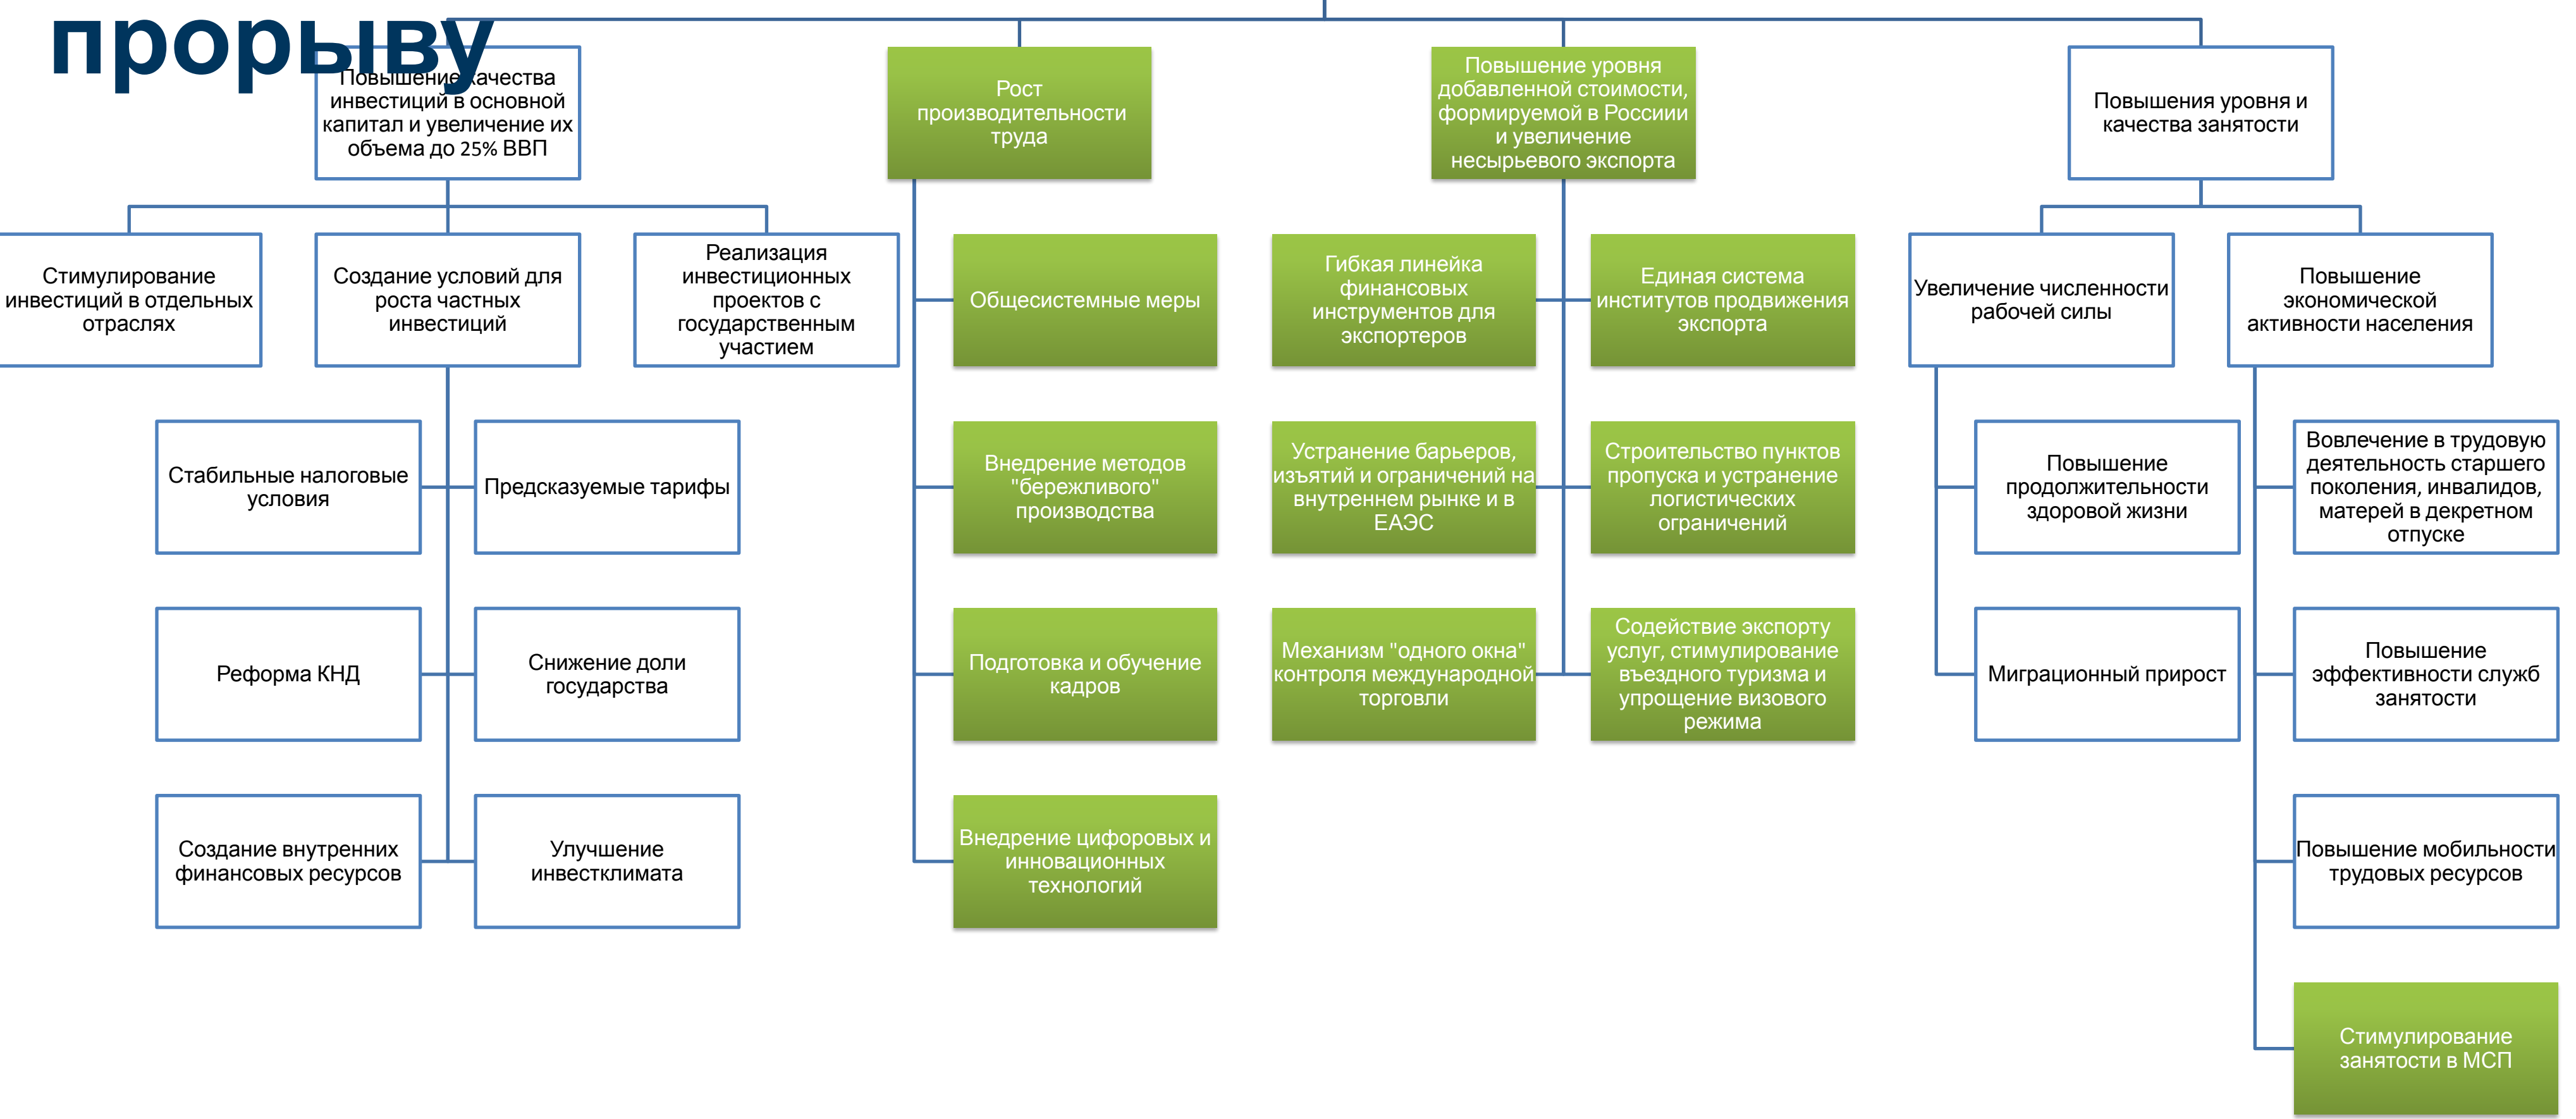 прорыву
Повышение качества
инвестиций в основной
капитал и увеличение их
объема до 25% ВВП
Рост
производительности
труда
Повышение уровня
добавленной стоимости,
формируемой в Россиии
и увеличение
несырьевого экспорта
Повышения уровня и
качества занятости
Стимулирование
инвестиций в отдельных
отраслях
Создание условий для
роста частных
инвестиций
Реализация
инвестиционных
проектов с
государственным
участием
Общесистемные меры
Гибкая линейка
финансовых
инструментов для
экспортеров
Единая система
институтов продвижения
экспорта
Увеличение численности
рабочей силы
Повышение
экономической
активности населения
Стабильные налоговые
условия
Предсказуемые тарифы
Внедрение методов
"бережливого"
производства
Устранение барьеров,
изъятий и ограничений на
внутреннем рынке и в
ЕАЭС
Строительство пунктов
пропуска и устранение
логистических
ограничений
Повышение
продолжительности
здоровой жизни
Вовлечение в трудовую
деятельность старшего
поколения, инвалидов,
матерей в декретном
отпуске
Реформа КНД
Снижение доли
государства
Подготовка и обучение
кадров
Механизм "одного окна"
контроля международной
торговли
Содействие экспорту
услуг, стимулирование
въездного туризма и
упрощение визового
режима
Миграционный прирост
Повышение
эффективности служб
занятости
Создание внутренних
финансовых ресурсов
Улучшение
инвестклимата
Внедрение цифоровых и
инновационных
технологий
Повышение мобильности
трудовых ресурсов
Стимулирование
занятости в МСП